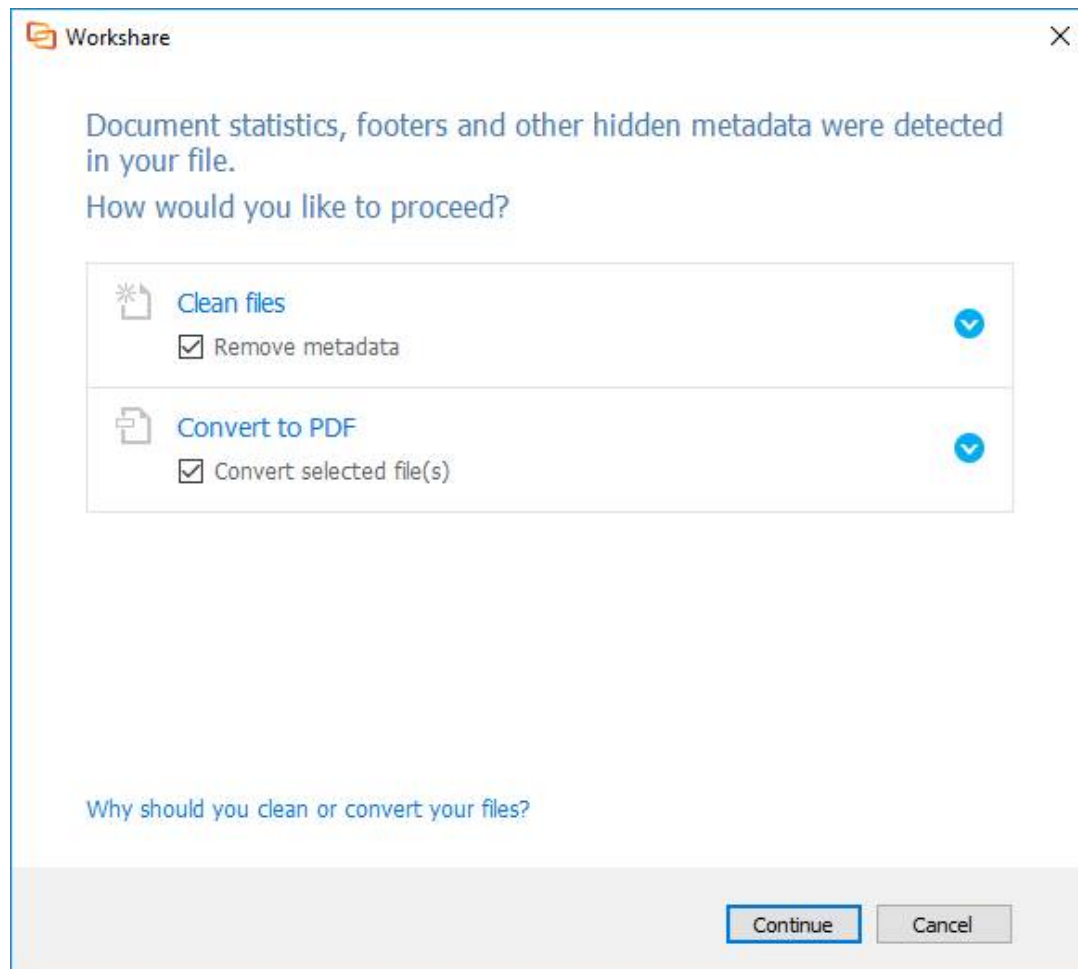 Workshare
Document statistics, footers and other hidden metadata were detected
in your file.
How would you like to proceed?
Clean files
Remove metadata
Convert to PDF
Convert selected file(s)
Why should you clean or convert your files?
Continue Cancel